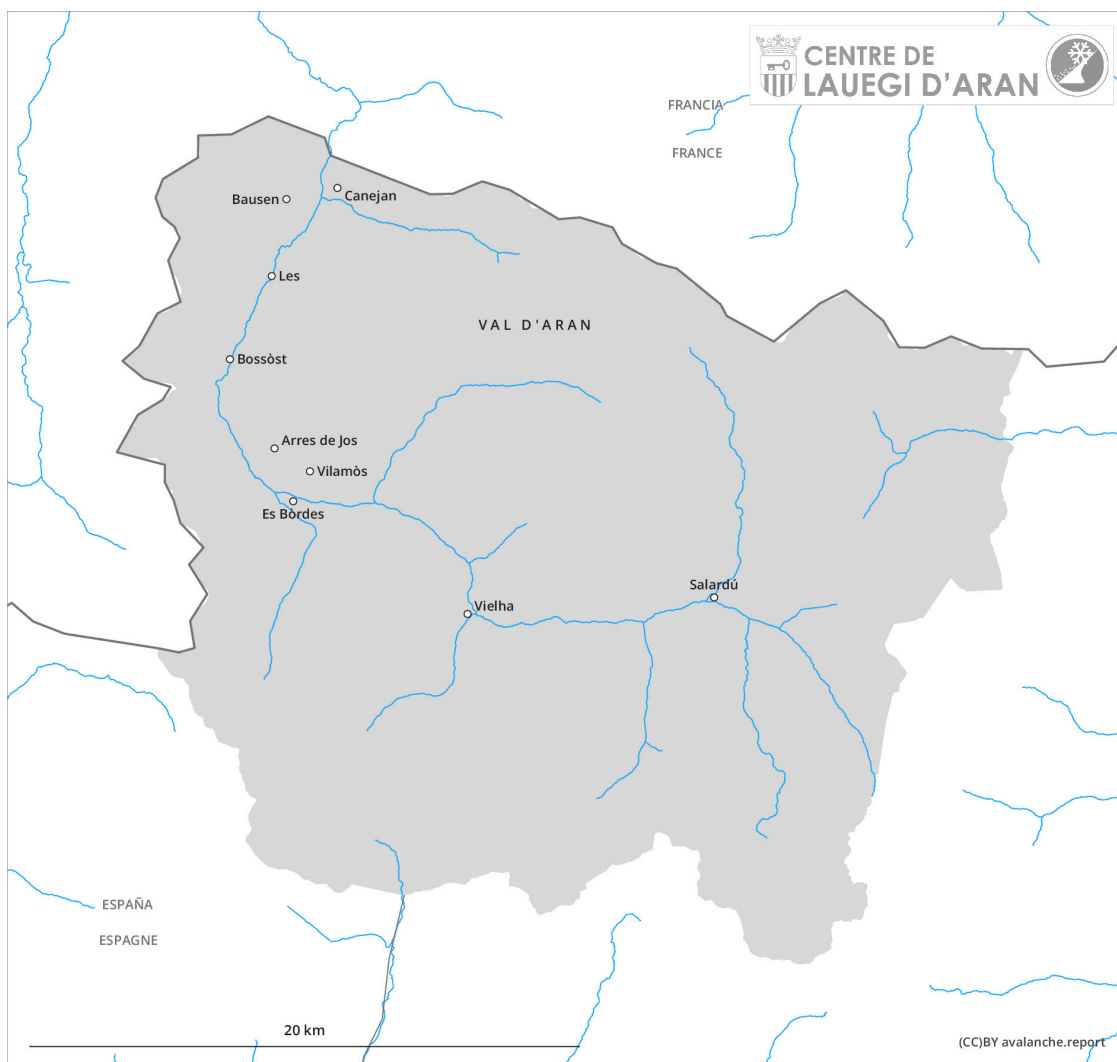 CENTRE DE
LAUEGI D'ARAN
FRANCIA
FRANCE
Bausen
Canejan
Les
VAL D'ARAN
Bossòst
Arres de Jos
Vilamòs
Es Bòrdes
Salardú
Vielha
ESPAÑA
ESPAGNE
20 km
(CC)BY avalanche.report